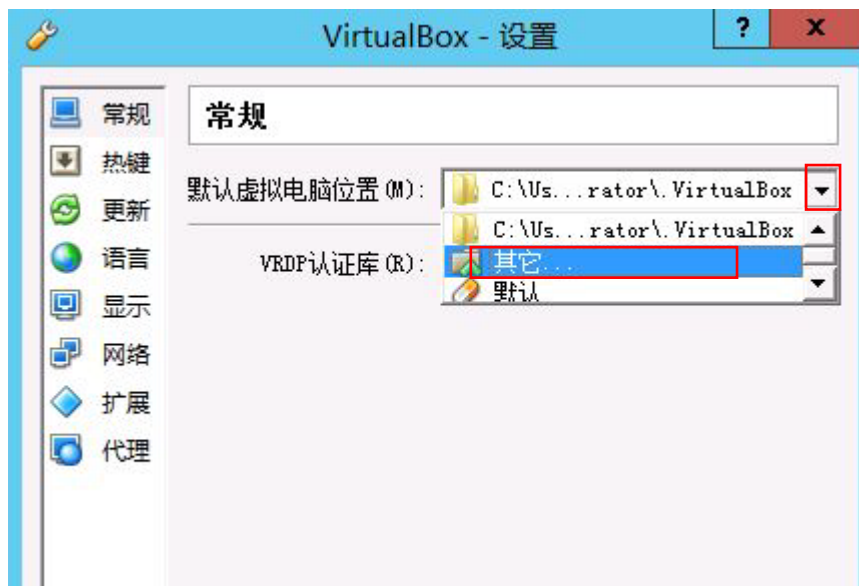 VirtualBox - 设置
? x
常规
热键
更新
语言
显示
网络
扩展
代理
常规
默认虚拟电脑位置(M):
C:\Us...rator\.VirtualBox
C:\Us...rator\.VirtualBox
其它...
默认
VRDP认证库(R):